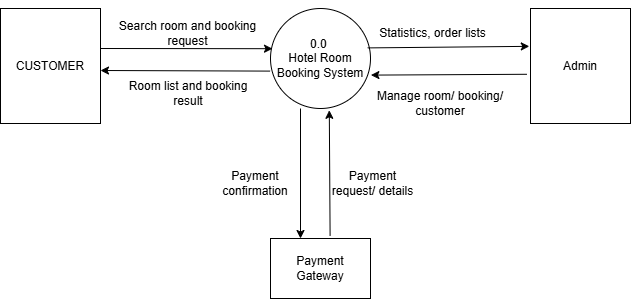 Search room and booking
request
CUSTOMER
Room list and booking
result
0.0
Hotel Room
Booking System
Statistics, order lists
Admin
Manage room/ booking/
customer
Payment
confirmation
Payment
request/ details
Payment
Gateway